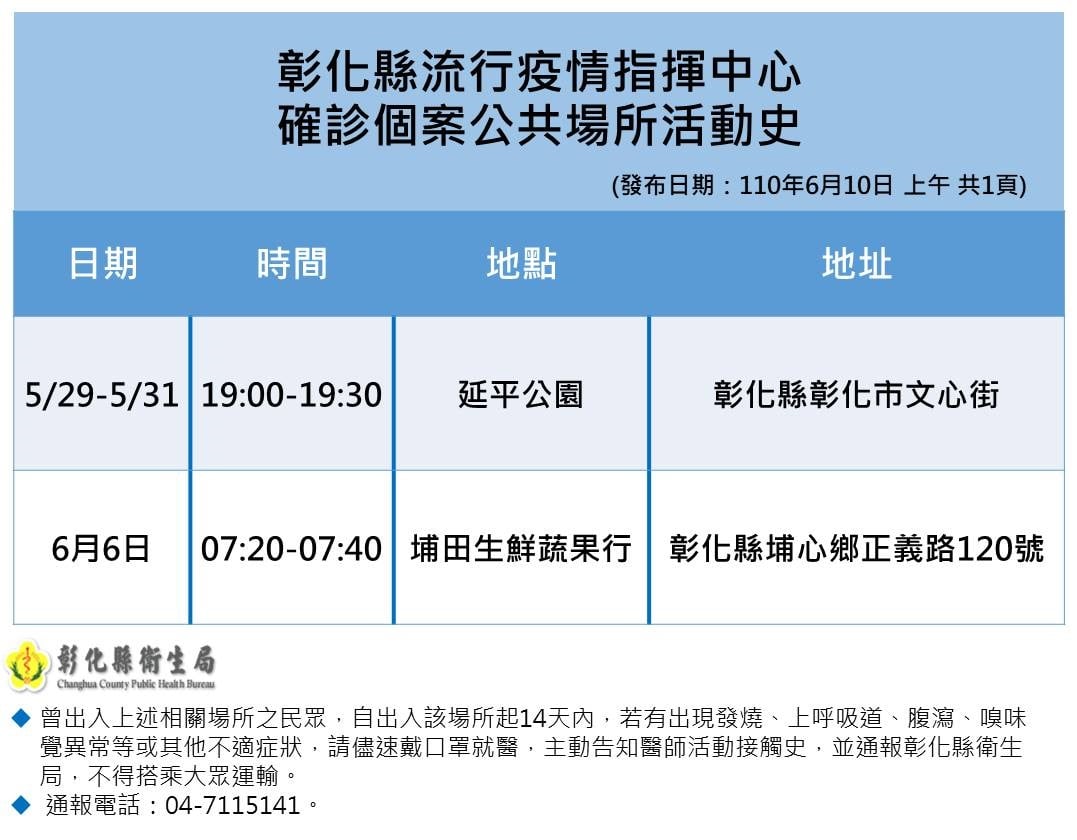 彰化縣流行疫情指揮中心
確診個案公共場所活動史
(發布日期：110年6月10日 上午 共1頁)
日期 時間 地點 地址
5/29-5/31 19:00-19:30 延平公園 彰化縣彰化市文心街
6月6日 07:20-07:40 埔田生鮮蔬果行 彰化縣埔心鄉正義路120號
彰化縣衛生局
Changhua County Public Health Bureau
◆ 曾出入上述相關場所之民眾，自出入該場所起14天內，若有出現發燒、上呼吸道、腹瀉、嗅味
覺異常等或其他不適症狀，請儘速戴口罩就醫，主動告知醫師活動接觸史，並通報彰化縣衛生
局，不得搭乘大眾運輸。
◆ 通報電話：04-7115141。